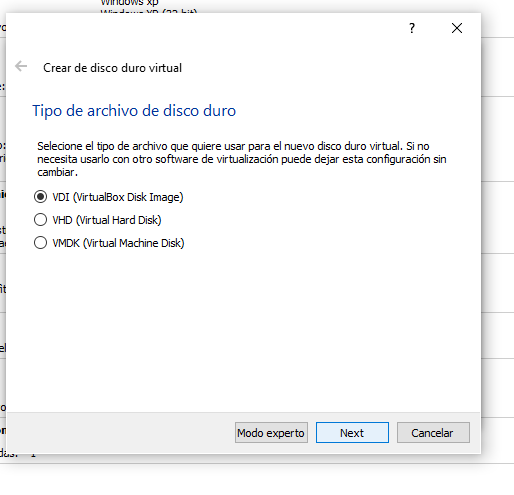 Windows xp
Windows XP (32-bit)
?
Crear de disco duro virtual
Tipo de archivo de disco duro
Selecione el tipo de archivo que quiere usar para el nuevo disco duro virtual. Si no
necesita usarlo con otro software de virtualización puede dejar esta configuración sin
cambiar.
VDI (VirtualBox Disk Image)
VHD (Virtual Hard Disk)
VMDK (Virtual Machine Disk)
Modo experto
Next
Cancelar